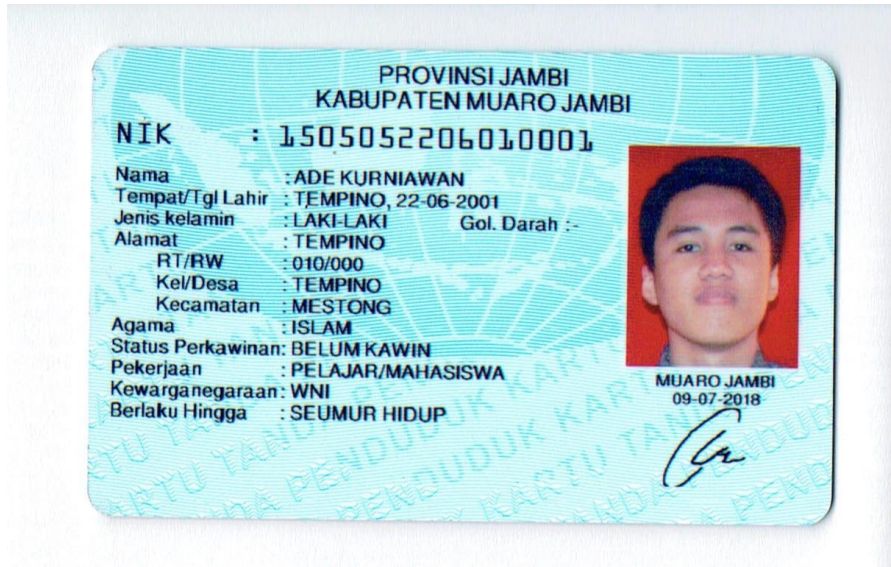 PROVINSI JAMBI
KABUPATEN MUARO JAMBI
NIK : 1505052206010001
Nama : ADE KURNIAWAN
Tempat/Tgl Lahir : TEMPINO, 22-06-2001
Jenis kelamin : LAKI-LAKI Gol. Darah :-
Alamat : TEMPINO
RT/RW : 010/000
Kel/Desa : TEMPINO
Kecamatan : MESTONG
Agama : ISLAM
Status Perkawinan: BELUM KAWIN
Pekerjaan : PELAJAR/MAHASISWA
Kewarganegaraan: WNI
Berlaku Hingga : SEUMUR HIDUP
MUARO JAMBI
09-07-2018